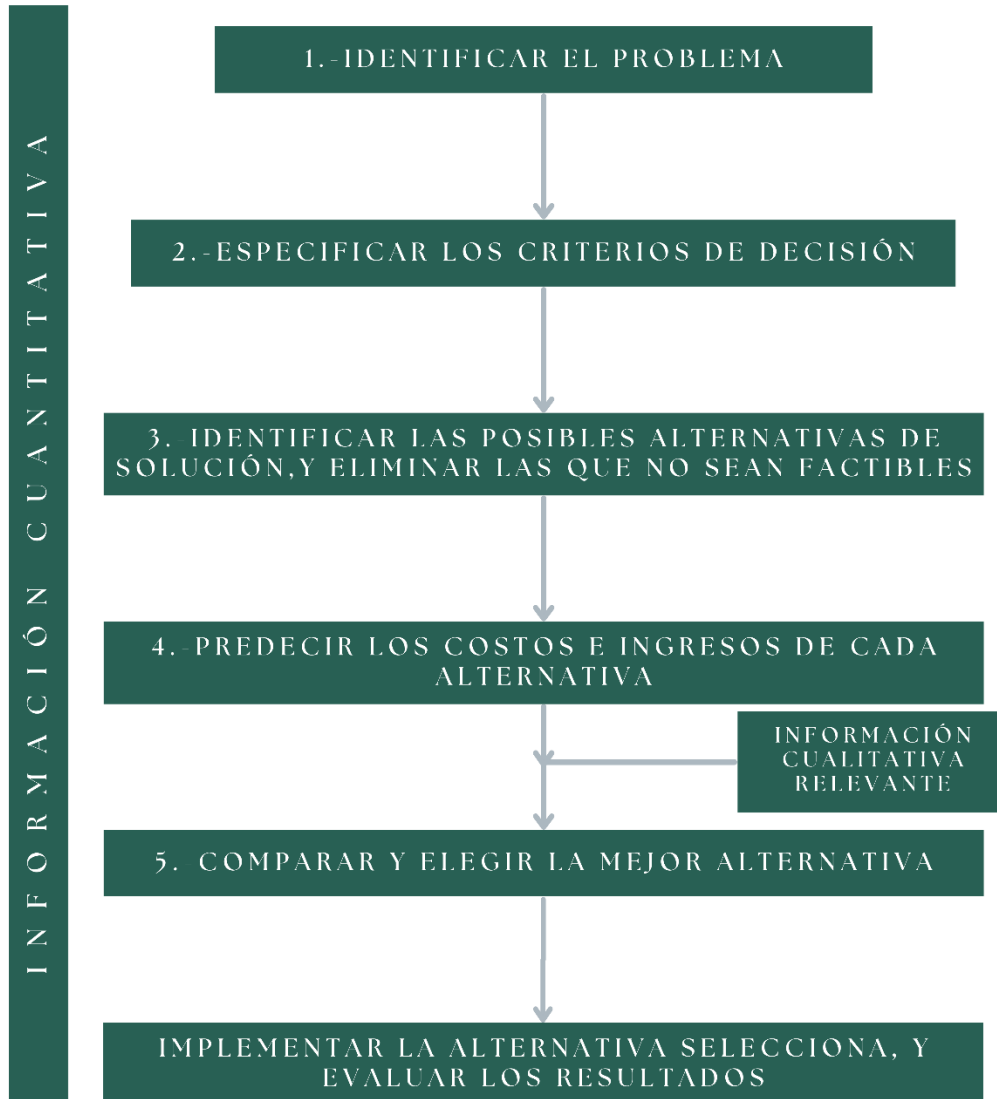 INFORMACIÓN CUANTITATIVA
1.-IDENTIFICAR EL PROBLEMA
2.-ESPECIFICAR LOS CRITERIOS DE DECISIÓN
3.-IDENTIFICAR LAS POSIBLES ALTERNATIVAS DE
SOLUCIÓN,Y ELIMINAR LAS QUE NO SEAN FACTIBLES
4.-PREDECIR LOS COSTOS E INGRESOS DE CADA
ALTERNATIVA
INFORMACIÓN
CUALITATIVA
RELEVANTE
5.-COMPARAR Y ELEGIR LA MEJOR ALTERNATIVA
IMPLEMENTAR LA ALTERNATIVA SELECCIONA, Y
EVALUAR LOS RESULTADOS